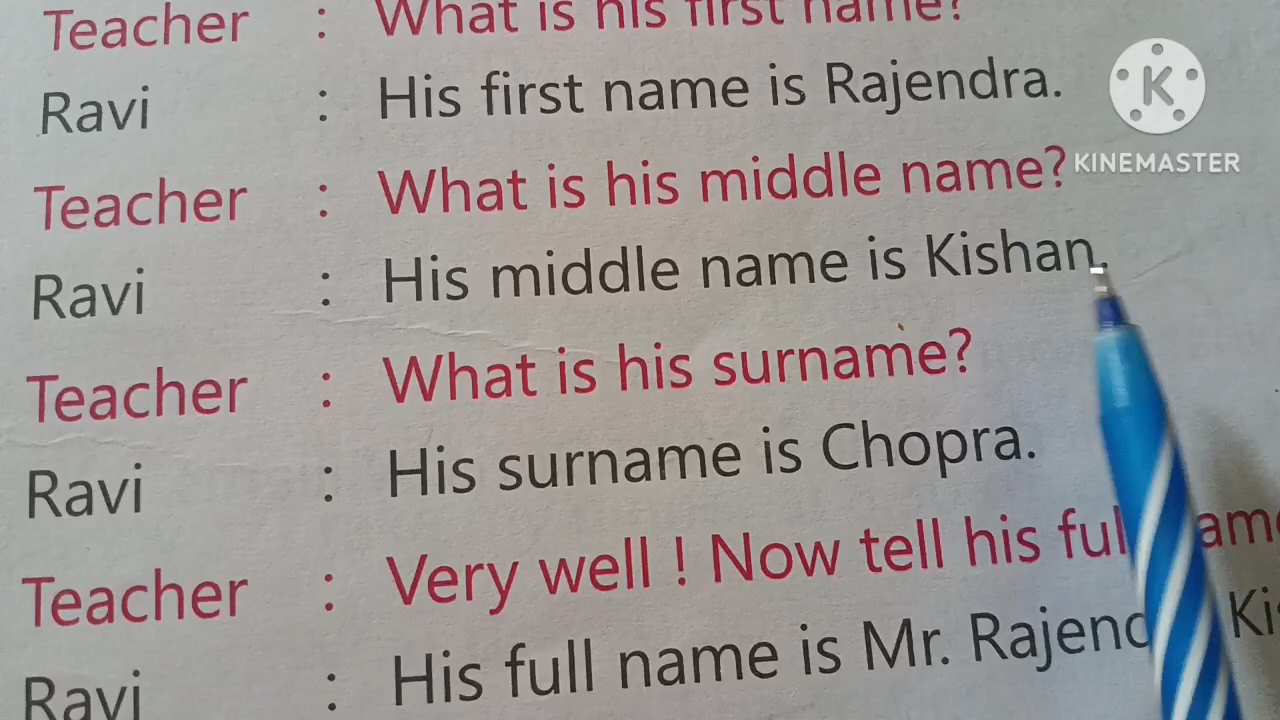 Teacher : What is his first name?
Ravi : His first name is Rajendra.
KINEMASTER
Teacher : What is his middle name?
Ravi : His middle name is Kishan.
Teacher : What is his surname?
Ravi : His surname is Chopra.
Teacher : Very well ! Now tell his
Ravi : His full name is Mr.